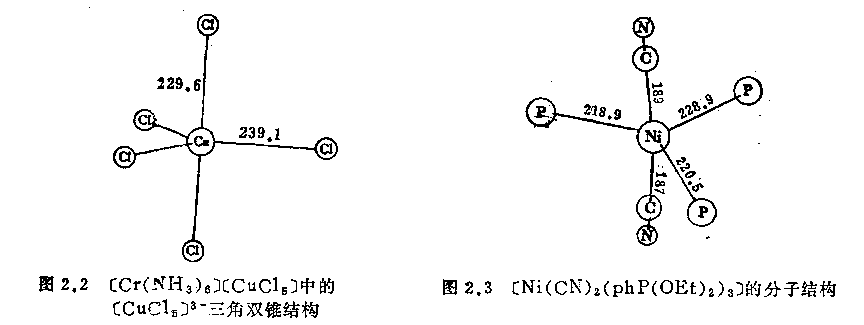 Cl
229.6
Cl
Cu
239.1
Cl
Cl
Cl
图 2.2 〔Cr(NH₃)₆〕〔CuCl₅〕中的
〔CuCl₅〕³⁻三角双锥结构
N
C
189
P
218.9
228.9
P
Ni
187
220.5
C
P
N
图 2.3 〔Ni(CN)₂(phP(OEt)₂)₃〕的分子结构